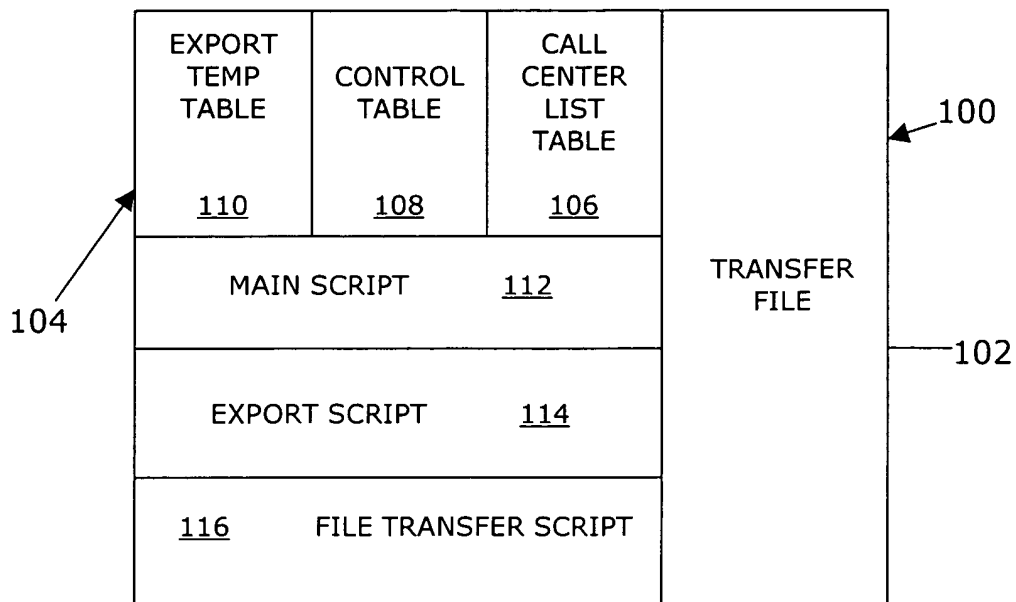 EXPORT
TEMP
TABLE
110
CONTROL
TABLE
108
CALL
CENTER
LIST
TABLE
106
100
TRANSFER
FILE
104
MAIN SCRIPT 112
102
EXPORT SCRIPT 114
116 FILE TRANSFER SCRIPT